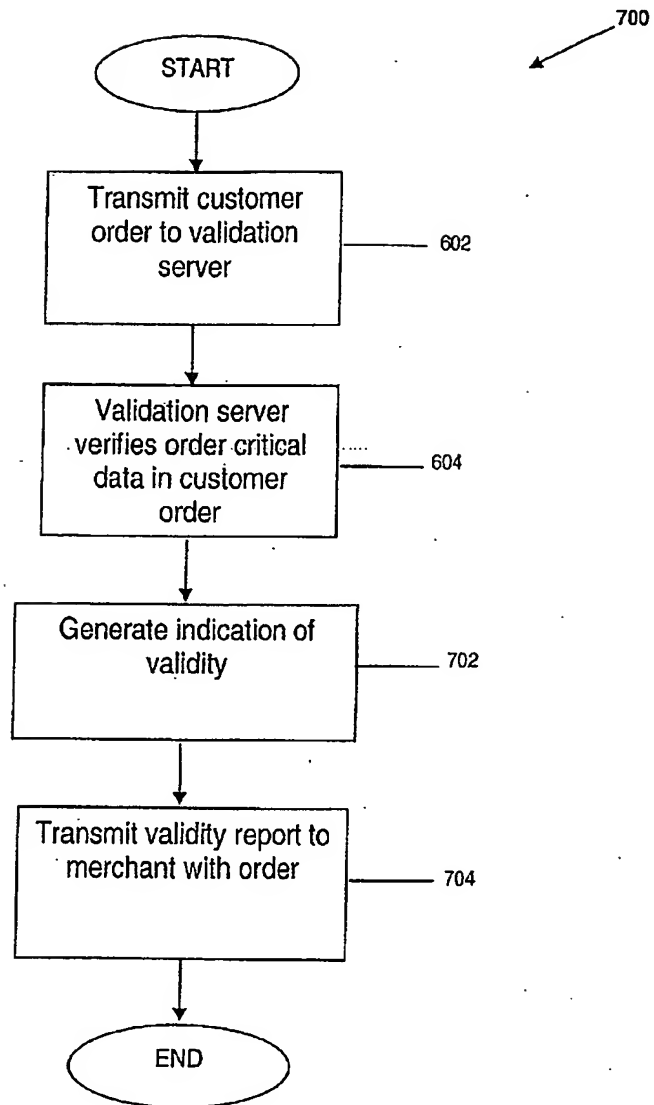 700
START
Transmit customer
order to validation
server
602
Validation server
verifies order critical
data in customer
order
604
Generate indication of
validity
702
Transmit validity report to
merchant with order
704
END